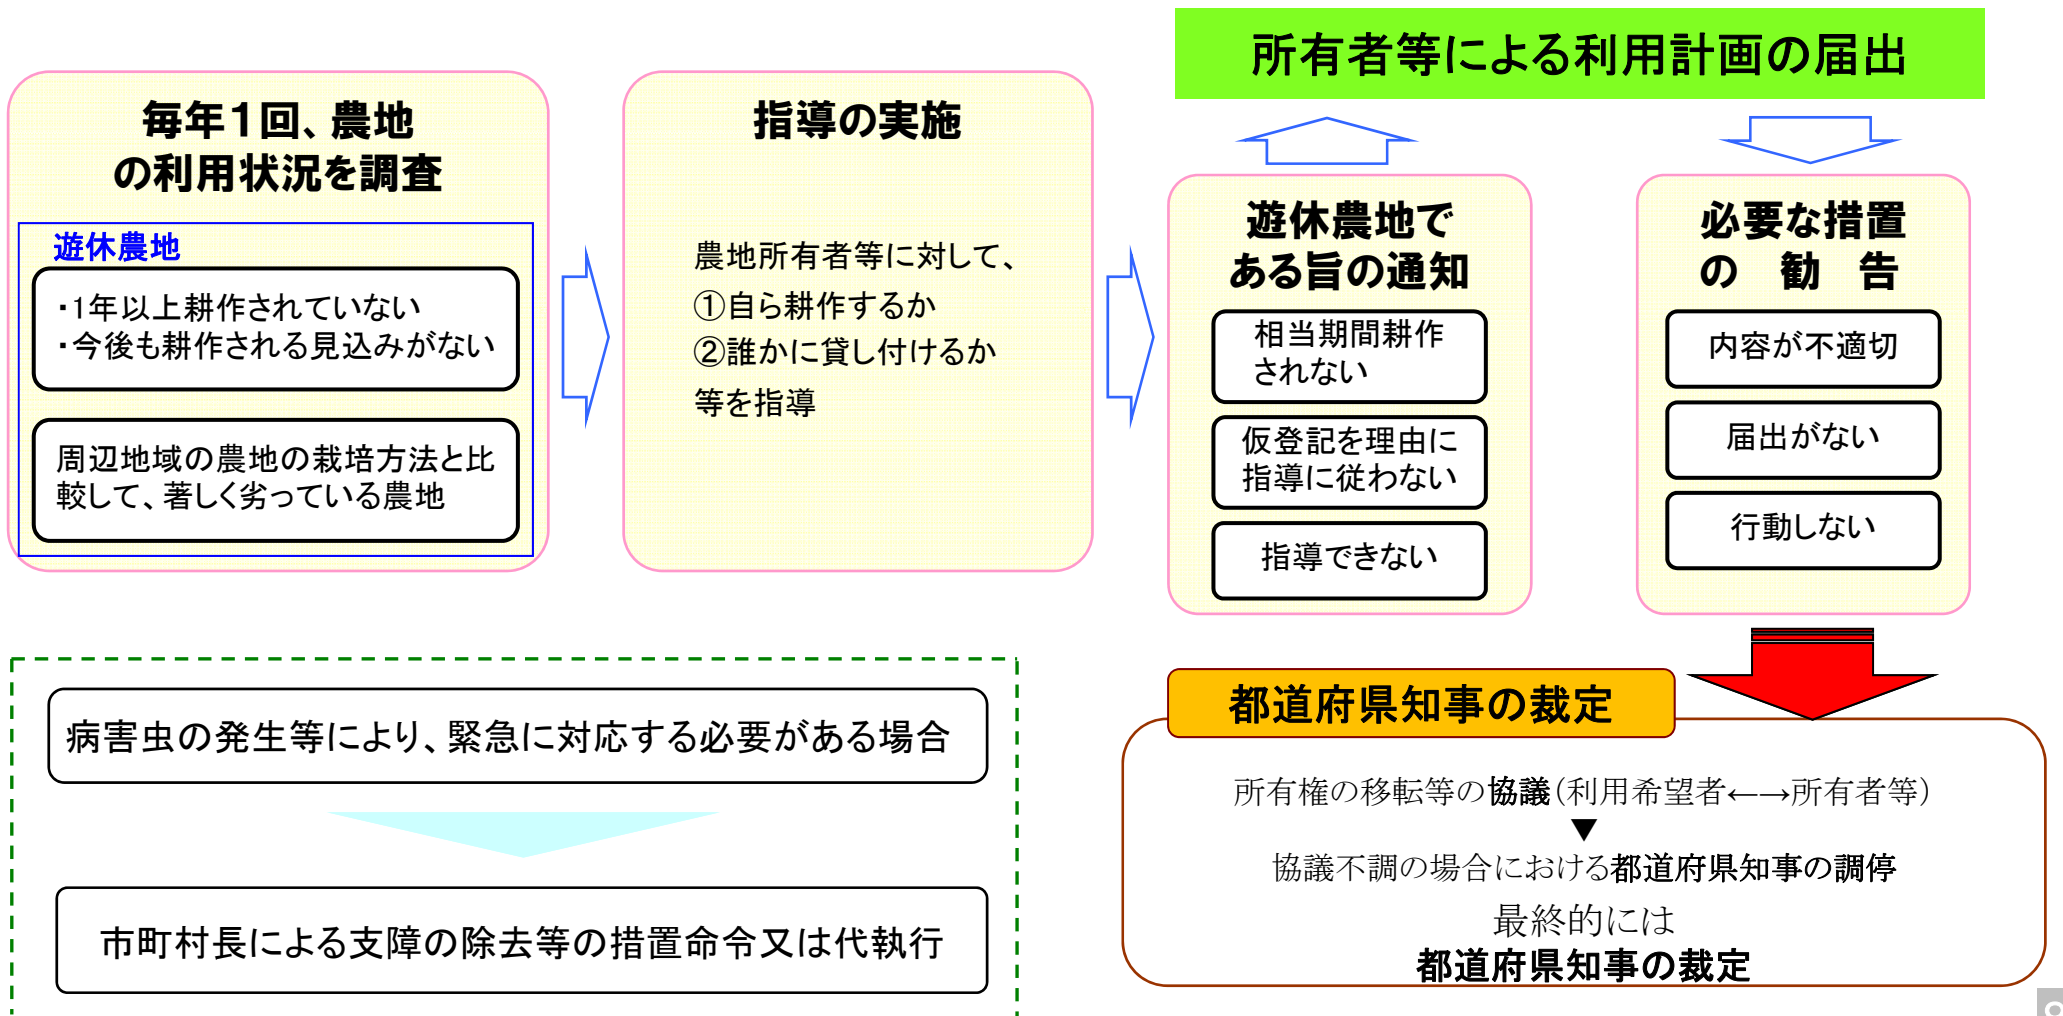 所有者等による利用計画の届出
毎年1回、農地
の利用状況を調査
遊休農地
・1年以上耕作されていない
・今後も耕作される見込みがない
周辺地域の農地の栽培方法と比
較して、著しく劣っている農地
指導の実施
農地所有者等に対して、
①自ら耕作するか
②誰かに貸し付けるか
等を指導
遊休農地で
ある旨の通知
相当期間耕作
されない
仮登記を理由に
指導に従わない
指導できない
必要な措置
の 勧 告
内容が不適切
届出がない
行動しない
病害虫の発生等により、緊急に対応する必要がある場合
市町村長による支障の除去等の措置命令又は代執行
都道府県知事の裁定
所有権の移転等の協議(利用希望者←→所有者等)
▼
協議不調の場合における都道府県知事の調停
最終的には
都道府県知事の裁定